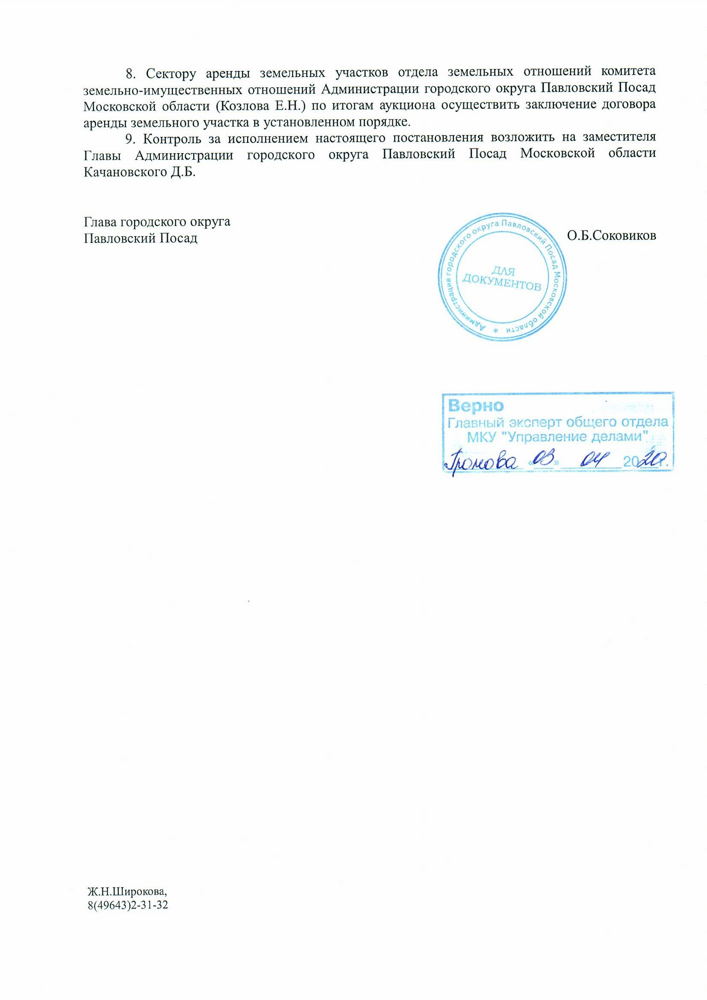 8. Сектору аренды земельных участков отдела земельных отношений комитета
земельно-имущественных отношений Администрации городского округа Павловский Посад
Московской области (Козлова Е.Н.) по итогам аукциона осуществить заключение договора
аренды земельного участка в установленном порядке.
9. Контроль за исполнением настоящего постановления возложить на заместителя
Главы Администрации городского округа Павловский Посад Московской области
Качановского Д.Б.
Глава городского округа
Павловский Посад
О.Б.Соковиков
Администрация городского округа Павловский Посад Московской области *
ДЛЯ
ДОКУМЕНТОВ
Верно
Главный эксперт общего отдела
МКУ "Управление делами"
Громова «03» 04 2020г.
Ж.Н.Широкова,
8(49643)2-31-32